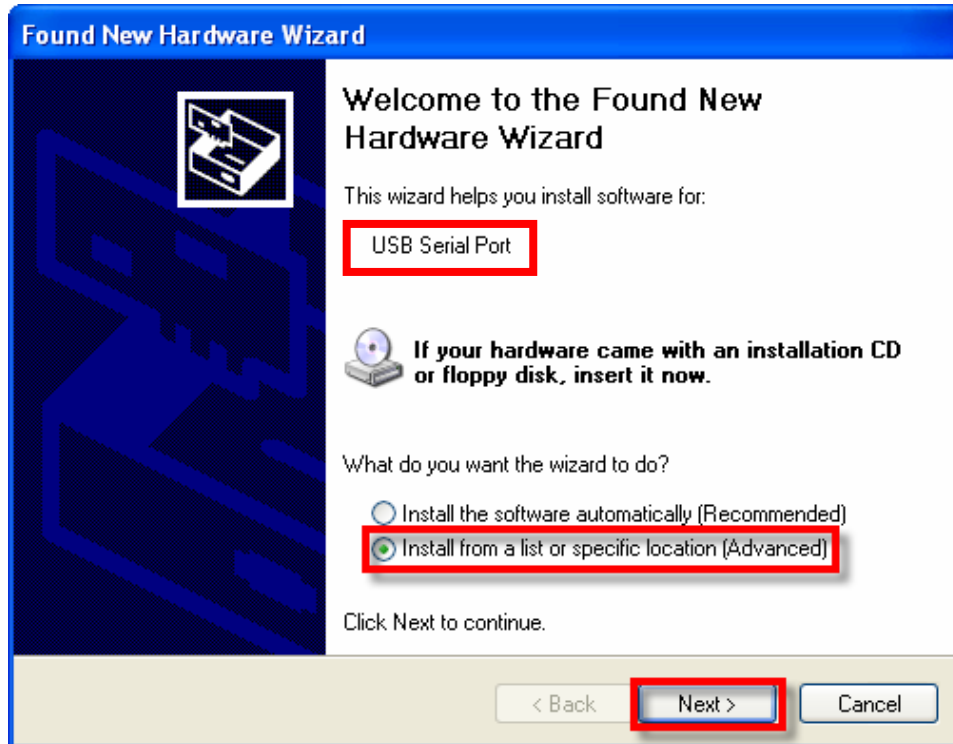 Found New Hardware Wizard
Welcome to the Found New
Hardware Wizard
This wizard helps you install software for:
USB Serial Port
If your hardware came with an installation CD
or floppy disk, insert it now.
What do you want the wizard to do?
Install the software automatically (Recommended)
Install from a list or specific location (Advanced)
Click Next to continue.
< Back Next > Cancel